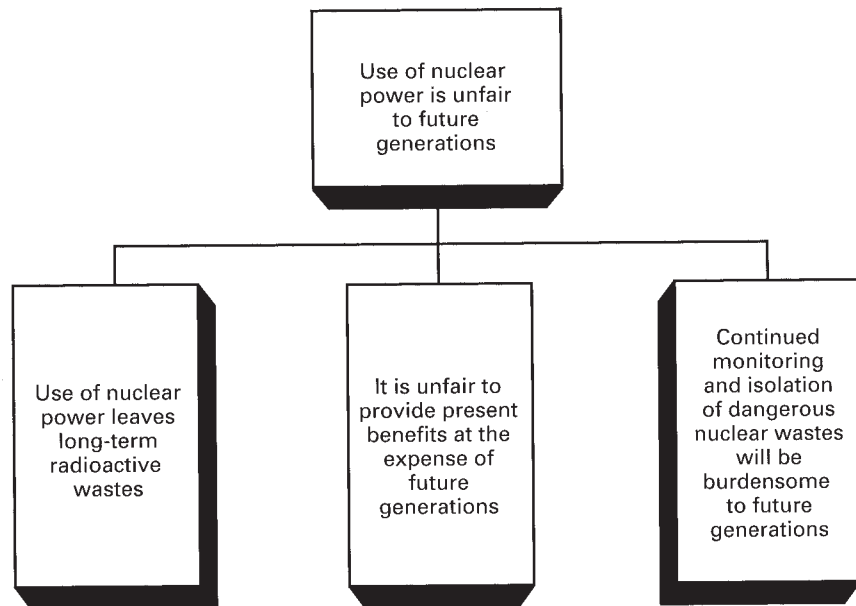 Use of nuclear
power is unfair
to future
generations
Use of nuclear
power leaves
long-term
radioactive
wastes
It is unfair to
provide present
benefits at the
expense of
future
generations
Continued
monitoring
and isolation
of dangerous
nuclear wastes
will be
burdensome
to future
generations